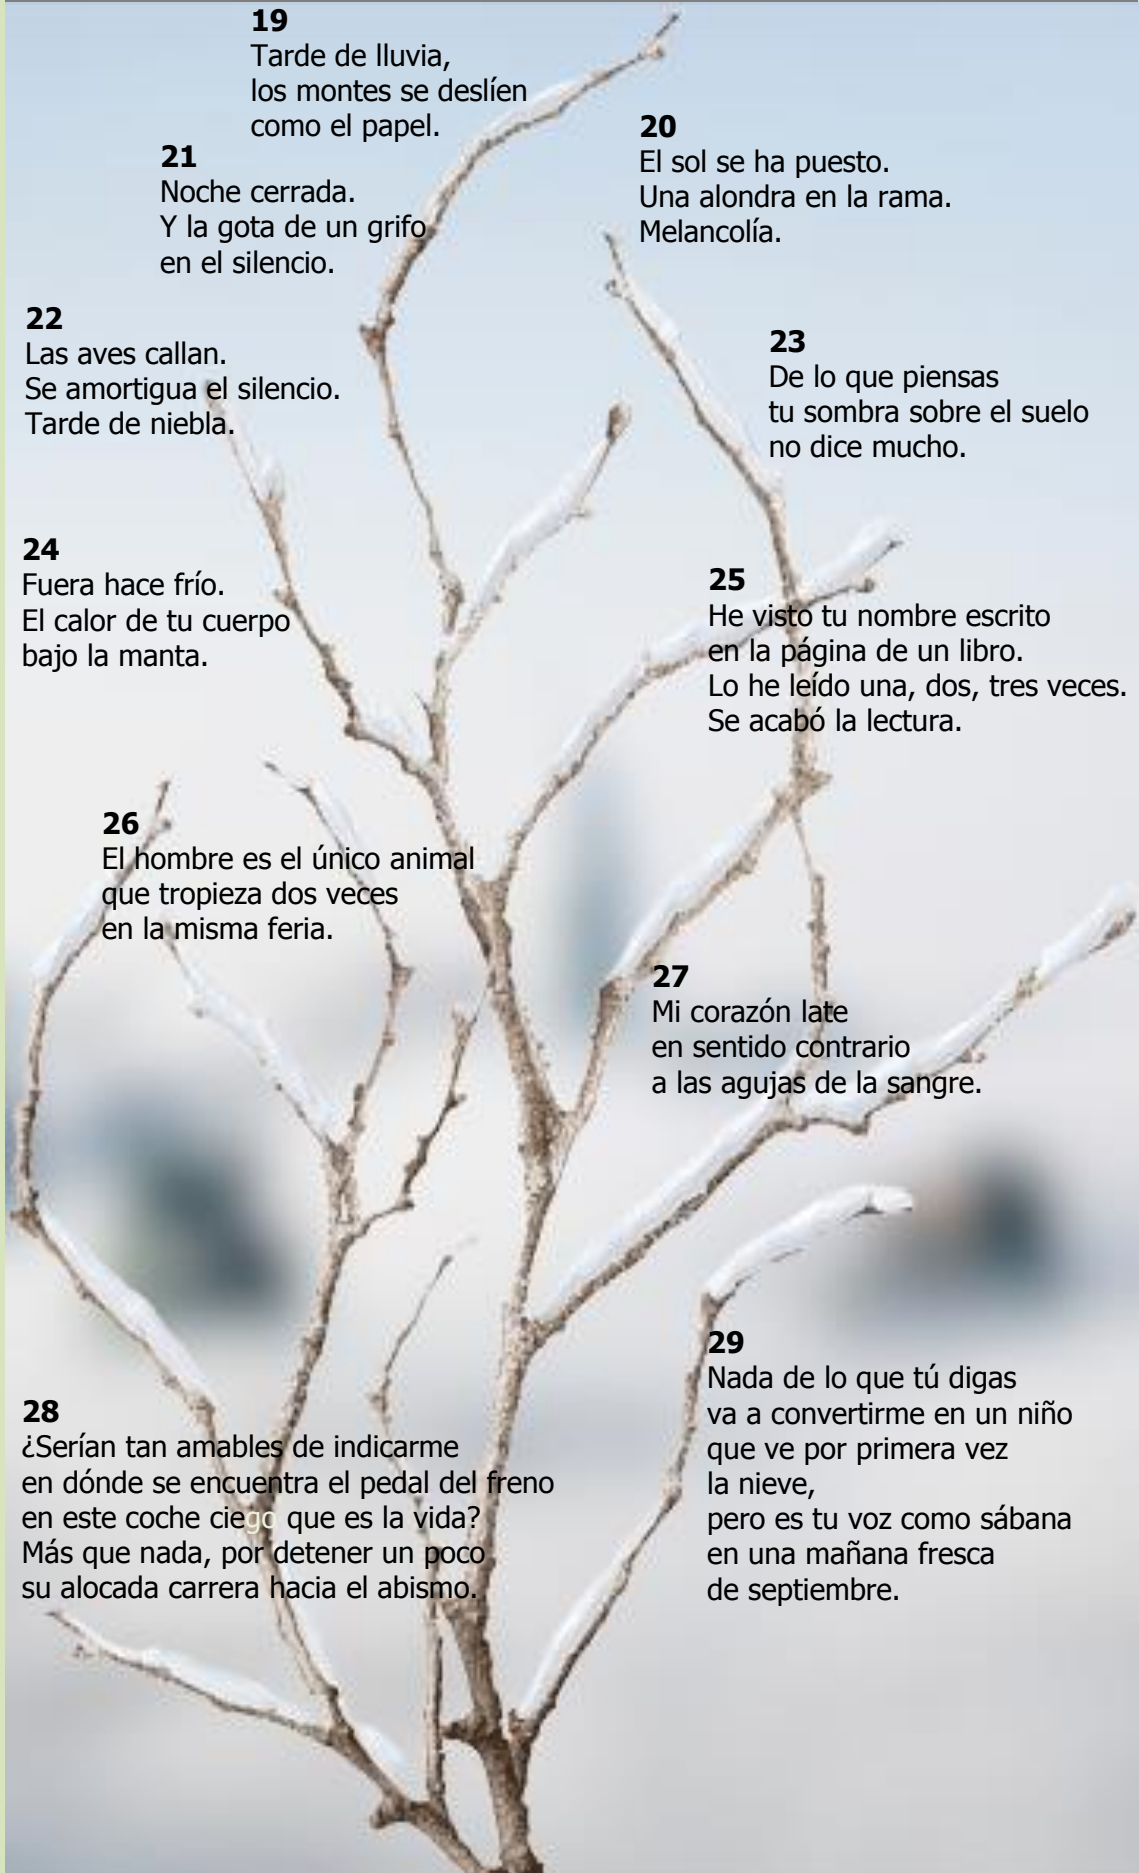 19
Tarde de lluvia,
los montes se deslíen
como el papel.
20
El sol se ha puesto.
Una alondra en la rama.
Melancolía.
21
Noche cerrada.
Y la gota de un grifo
en el silencio.
22
Las aves callan.
Se amortigua el silencio.
Tarde de niebla.
23
De lo que piensas
tu sombra sobre el suelo
no dice mucho.
24
Fuera hace frío.
El calor de tu cuerpo
bajo la manta.
25
He visto tu nombre escrito
en la página de un libro.
Lo he leído una, dos, tres veces.
Se acabó la lectura.
26
El hombre es el único animal
que tropieza dos veces
en la misma feria.
27
Mi corazón late
en sentido contrario
a las agujas de la sangre.
28
¿Serían tan amables de indicarme
en dónde se encuentra el pedal del freno
en este coche ciego que es la vida?
Más que nada, por detener un poco
su alocada carrera hacia el abismo.
29
Nada de lo que tú digas
va a convertirme en un niño
que ve por primera vez
la nieve,
pero es tu voz como sábana
en una mañana fresca
de septiembre.